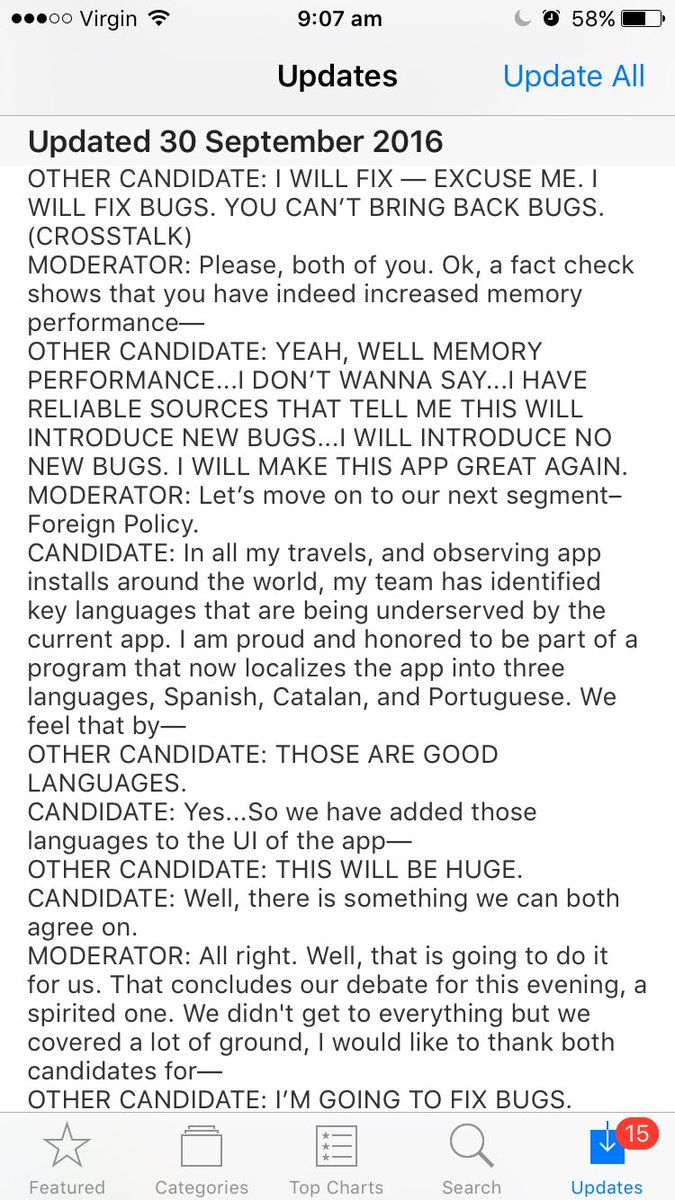 Virgin 9:07 am 58%
Updates Update All
Updated 30 September 2016
OTHER CANDIDATE: I WILL FIX — EXCUSE ME. I
WILL FIX BUGS. YOU CAN’T BRING BACK BUGS.
(CROSSTALK)
MODERATOR: Please, both of you. Ok, a fact check
shows that you have indeed increased memory
performance—
OTHER CANDIDATE: YEAH, WELL MEMORY
PERFORMANCE...I DON’T WANNA SAY...I HAVE
RELIABLE SOURCES THAT TELL ME THIS WILL
INTRODUCE NEW BUGS...I WILL INTRODUCE NO
NEW BUGS. I WILL MAKE THIS APP GREAT AGAIN.
MODERATOR: Let’s move on to our next segment–
Foreign Policy.
CANDIDATE: In all my travels, and observing app
installs around the world, my team has identified
key languages that are being underserved by the
current app. I am proud and honored to be part of a
program that now localizes the app into three
languages, Spanish, Catalan, and Portuguese. We
feel that by—
OTHER CANDIDATE: THOSE ARE GOOD
LANGUAGES.
CANDIDATE: Yes...So we have added those
languages to the UI of the app—
OTHER CANDIDATE: THIS WILL BE HUGE.
CANDIDATE: Well, there is something we can both
agree on.
MODERATOR: All right. Well, that is going to do it
for us. That concludes our debate for this evening, a
spirited one. We didn't get to everything but we
covered a lot of ground, I would like to thank both
candidates for—
OTHER CANDIDATE: I’M GOING TO FIX BUGS.
15
Featured Categories Top Charts Search Updates